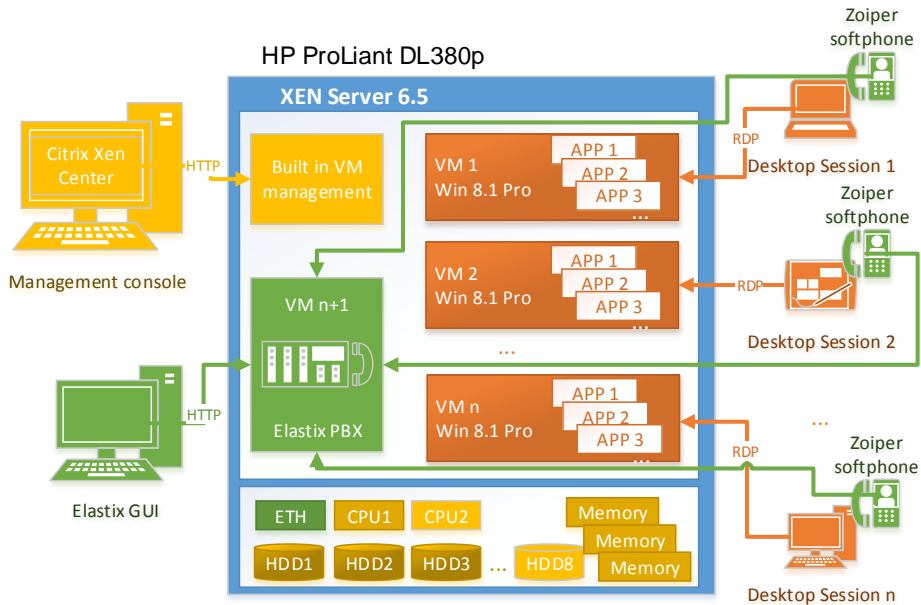 HP ProLiant DL380p
XEN Server 6.5
Citrix Xen
Center
Management console
HTTP
Built in VM
management
VM n+1
Elastix PBX
HTTP
Elastix GUI
VM 1
Win 8.1 Pro
APP 1
APP 2
APP 3
...
VM 2
Win 8.1 Pro
APP 1
APP 2
APP 3
...
...
VM n
Win 8.1 Pro
APP 1
APP 2
APP 3
...
Zoiper
softphone
RDP
Desktop Session 1
Zoiper
softphone
RDP
Desktop Session 2
...
Zoiper
softphone
RDP
Desktop Session n
ETH
CPU1
CPU2
Memory
Memory
Memory
HDD1
HDD2
HDD3
...
HDD8